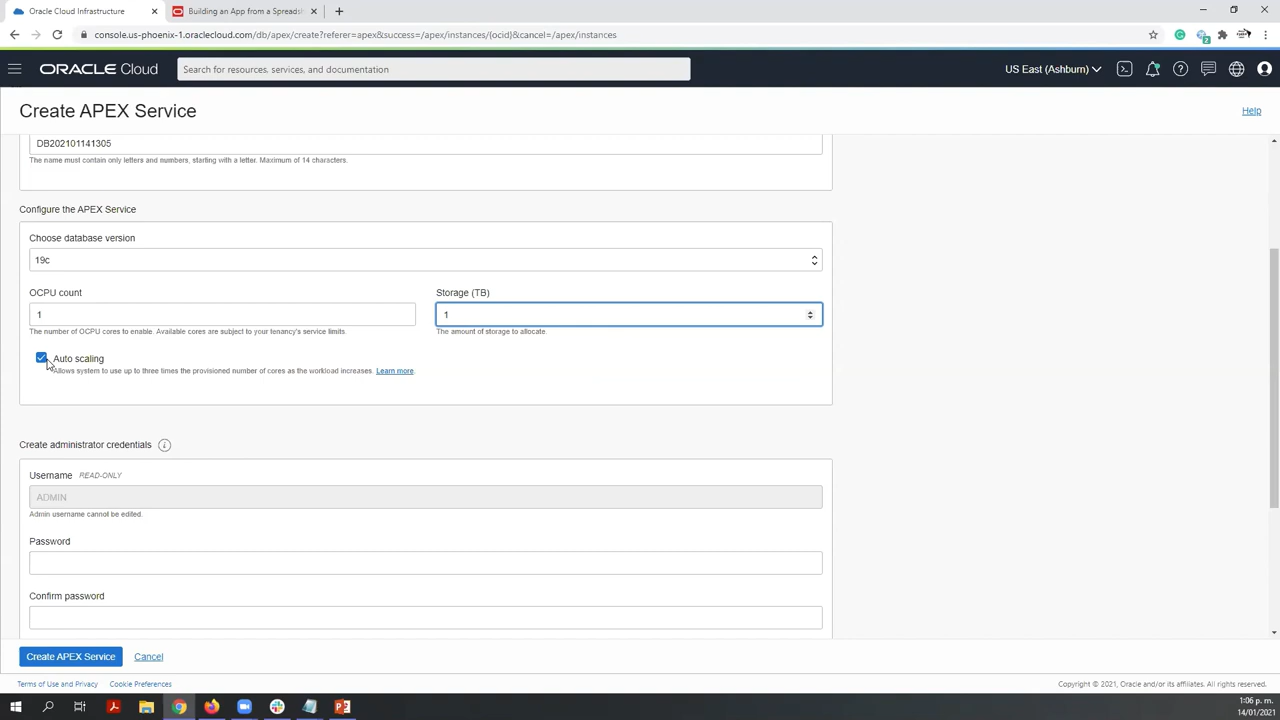 Oracle Cloud Infrastructure
Building an App from a Spreadsh
console.us-phoenix-1.oraclecloud.com/db/apex/create?referer=apex&success=/apex/instances/{ocid}&cancel=/apex/instances
ORACLE Cloud
Search for resources, services, and documentation
US East (Ashburn)
Create APEX Service
Help
DB202101141305
The name must contain only letters and numbers, starting with a letter. Maximum of 14 characters.
Configure the APEX Service
Choose database version
19c
OCPU count
Storage (TB)
1
1
The number of OCPU cores to enable. Available cores are subject to your tenancy's service limits.
The amount of storage to allocate.
Auto scaling
Allows system to use up to three times the provisioned number of cores as the workload increases. Learn more.
Create administrator credentials
Username READ-ONLY
ADMIN
Admin username cannot be edited.
Password
Confirm password
Create APEX Service
Cancel
Terms of Use and Privacy
Cookie Preferences
Copyright © 2021, Oracle and/or its affiliates. All rights reserved.
1:06 p. m.
14/01/2021